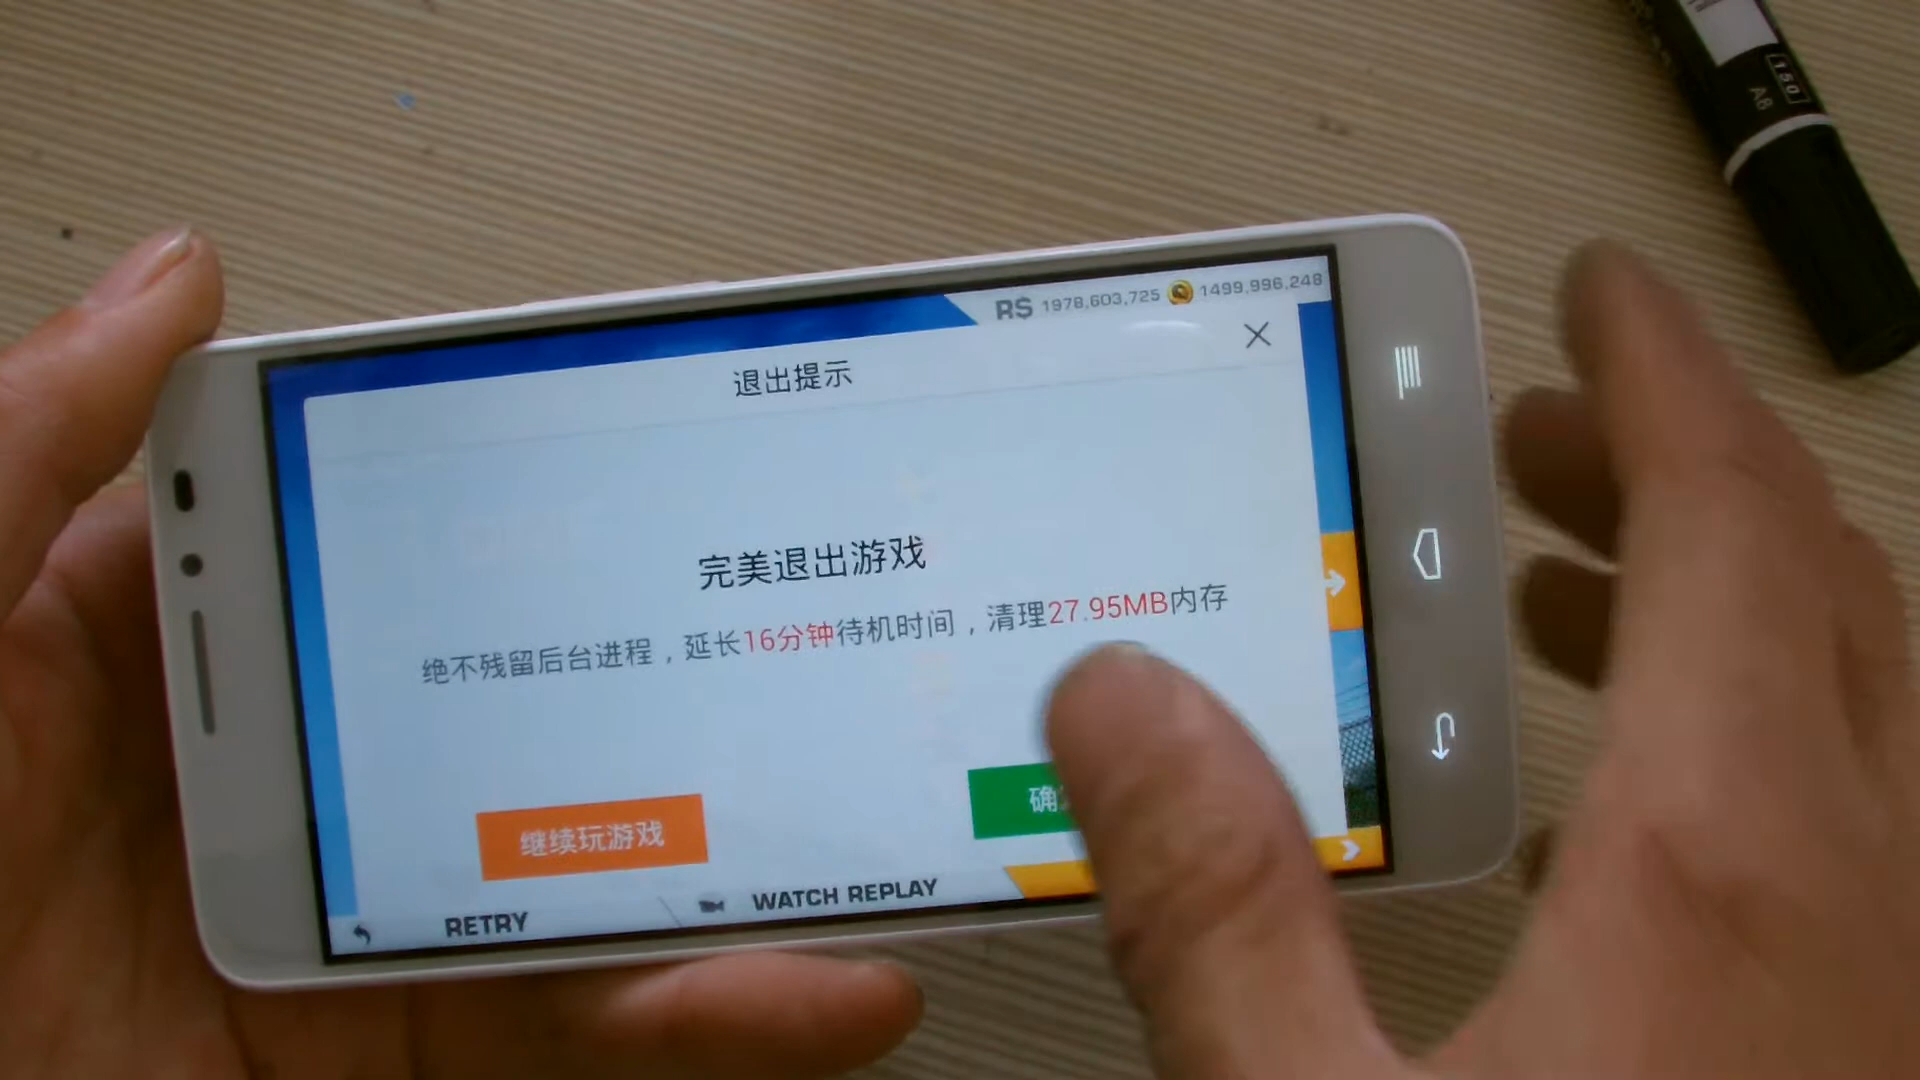 RS 1978,603,725 1499,996,248
退出提示
完美退出游戏
绝不残留后台进程，延长16分钟待机时间，清理27.95MB内存
继续玩游戏
确
RETRY
WATCH REPLAY
150
A8